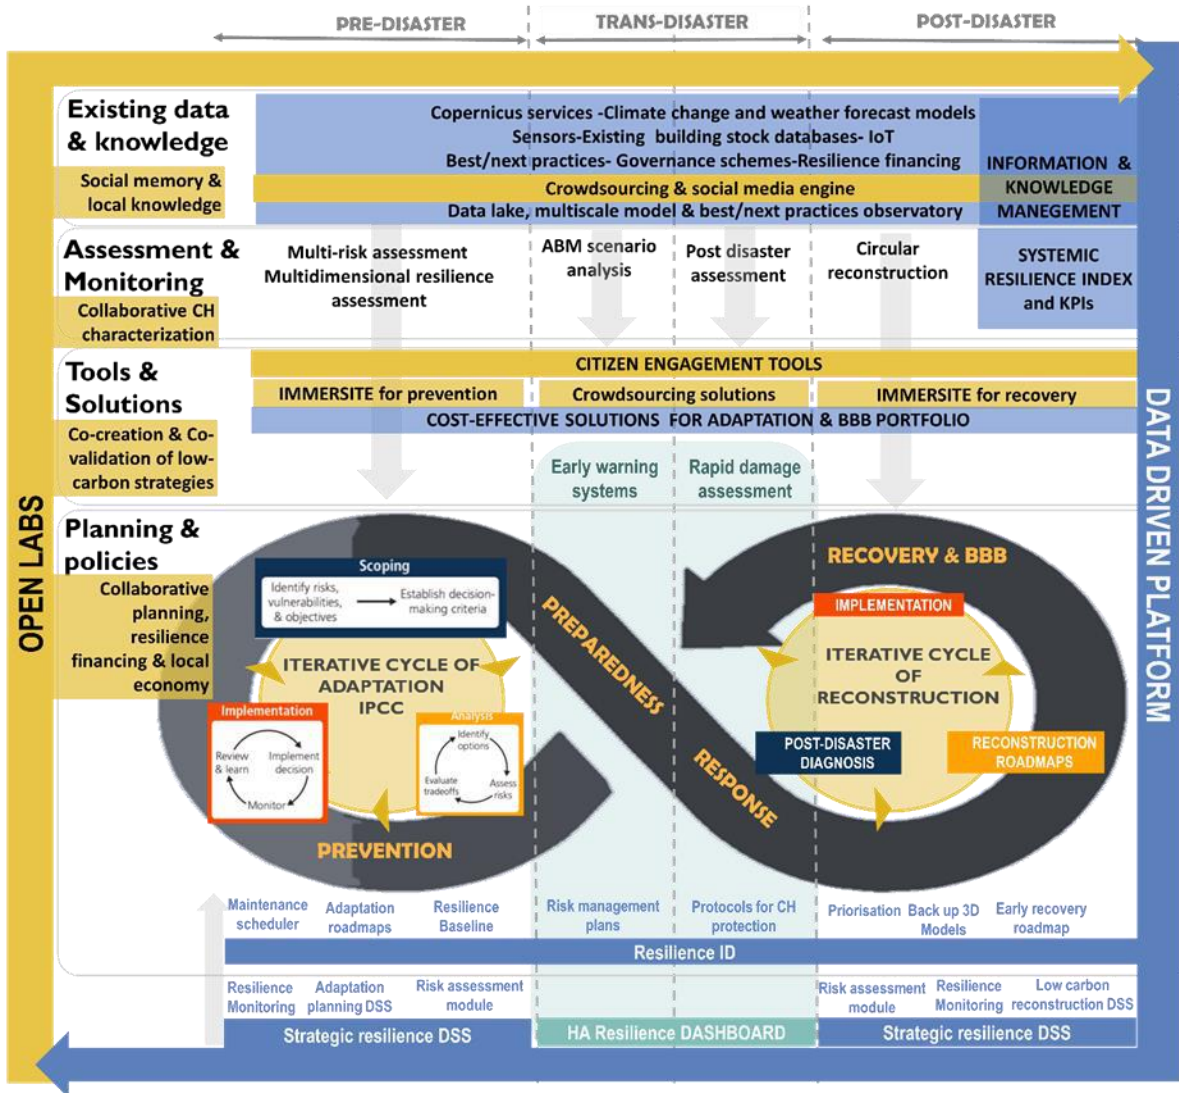 PRE-DISASTER
TRANS-DISASTER
POST-DISASTER
Existing data
& knowledge
Social memory &
local knowledge
Copernicus services -Climate change and weather forecast models
Sensors-Existing building stock databases- IoT
Best/next practices- Governance schemes-Resilience financing
Crowdsourcing & social media engine
Data lake, multiscale model & best/next practices observatory
INFORMATION &
KNOWLEDGE
MANEGEMENT
Assessment &
Monitoring
Collaborative CH
characterization
Multi-risk assessment
Multidimensional resilience
assessment
ABM scenario
analysis
Post disaster
assessment
Circular
reconstruction
SYSTEMIC
RESILIENCE INDEX
and KPIs
Tools &
Solutions
Co-creation & Co-
validation of low-
carbon strategies
CITIZEN ENGAGEMENT TOOLS
IMMERSITE for prevention
Crowdsourcing solutions
IMMERSITE for recovery
COST-EFFECTIVE SOLUTIONS FOR ADAPTATION & BBB PORTFOLIO
Early warning
systems
Rapid damage
assessment
Planning &
policies
Collaborative
planning,
resilience
financing & local
economy
OPEN LABS
DATA DRIVEN PLATFORM
Scoping
Identify risks,
vulnerabilities,
& objectives
Establish decision-
making criteria
ITERATIVE CYCLE OF
ADAPTATION
IPCC
Implementation
Review
& learn
Implement
decision
Monitor
Analysis
Identify
options
Assess
risks
Evaluate
tradeoffs
PREVENTION
PREPAREDNESS
RESPONSE
RECOVERY & BBB
IMPLEMENTATION
ITERATIVE CYCLE
OF
RECONSTRUCTION
POST-DISASTER
DIAGNOSIS
RECONSTRUCTION
ROADMAPS
Maintenance
scheduler
Adaptation
roadmaps
Resilience
Baseline
Risk management
plans
Protocols for CH
protection
Priorisation
Back up 3D
Models
Early recovery
roadmap
Resilience ID
Resilience
Monitoring
Adaptation
planning DSS
Risk assessment
module
Risk assessment
module
Resilience
Monitoring
Low carbon
reconstruction DSS
Strategic resilience DSS
HA Resilience DASHBOARD
Strategic resilience DSS